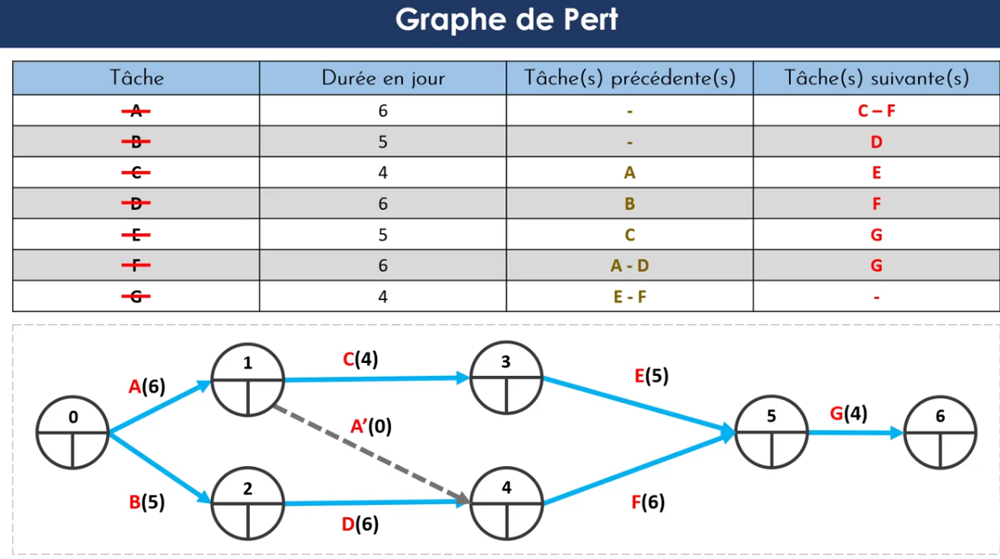 Graphe de Pert
Tâche Durée en jour Tâche(s) précédente(s) Tâche(s) suivante(s)
A 6 - C – F
B 5 - D
C 4 A E
D 6 B F
E 5 C G
F 6 A - D G
G 4 E - F -
1 C(4) 3
A(6) E(5)
0 A’(0) 5 G(4) 6
B(5) 2 4 F(6)
D(6)